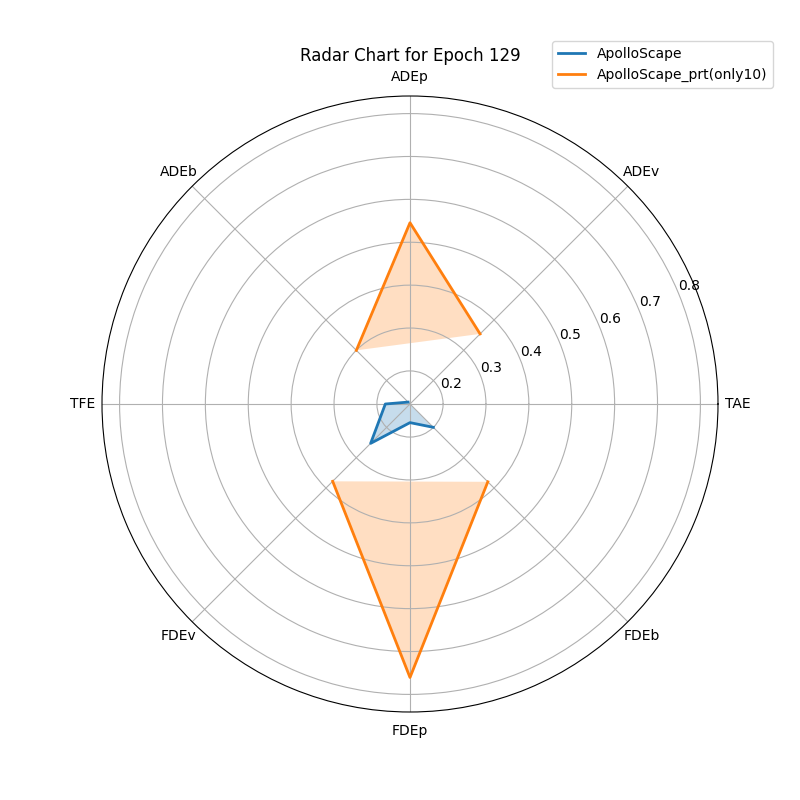 Radar Chart for Epoch 129
ApolloScape
ApolloScape_prt(only10)
ADEp
ADEb
ADEv
0.8
0.7
0.6
0.5
0.4
0.3
0.2
TFE
TAE
FDEv
FDEb
FDEp